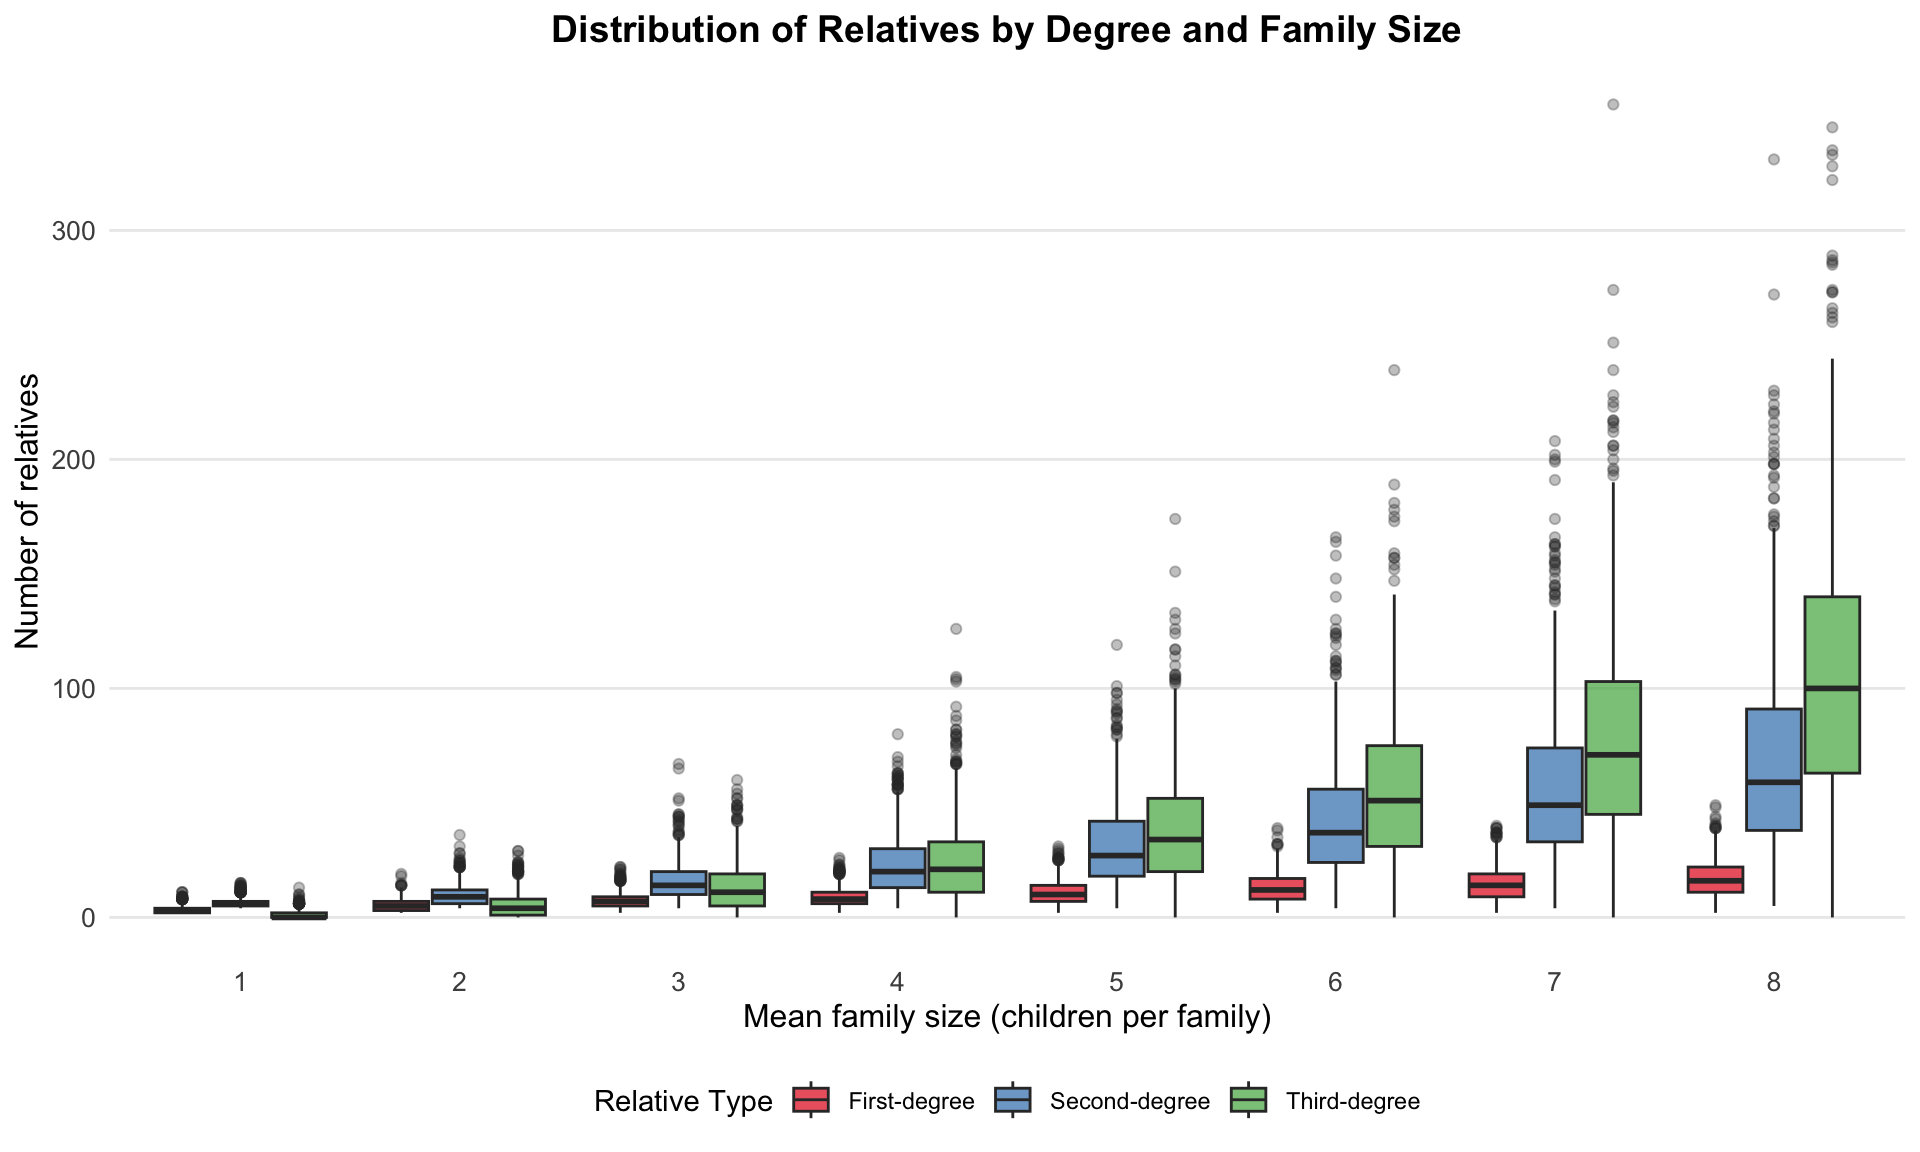 Distribution of Relatives by Degree and Family Size
Number of relatives
300
200
100
0
1 2 3 4 5 6 7 8
Mean family size (children per family)
Relative Type First-degree Second-degree Third-degree